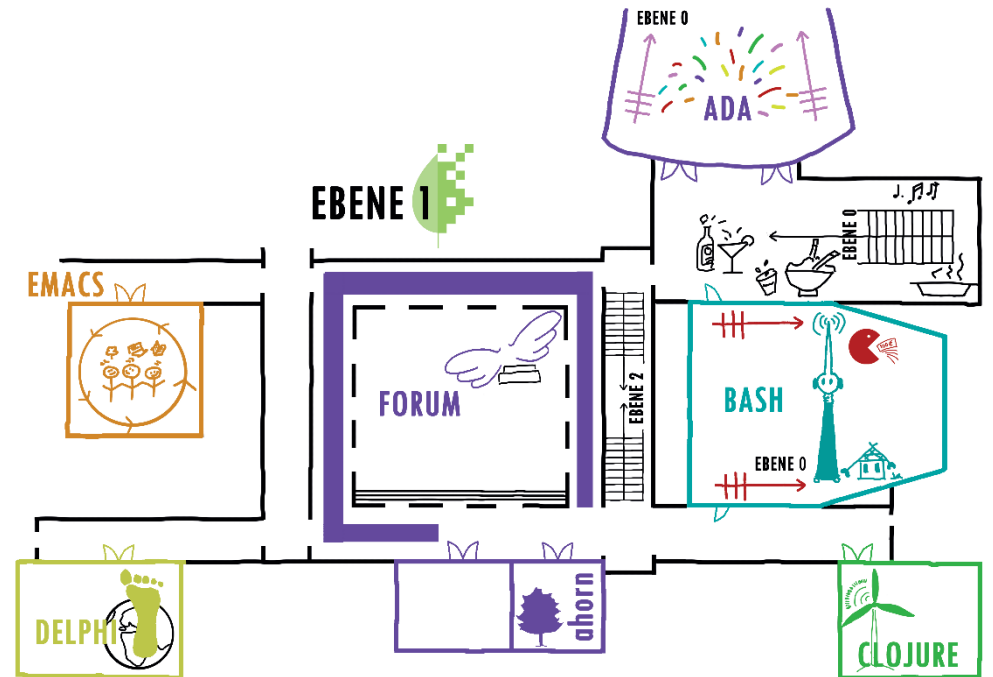 EBENE 0
ADA
EBENE 1
EBENE 0
EMACS
FORUM
EBENE 2
BASH
EBENE 0
DELPHI
ahorn
CLOJURE